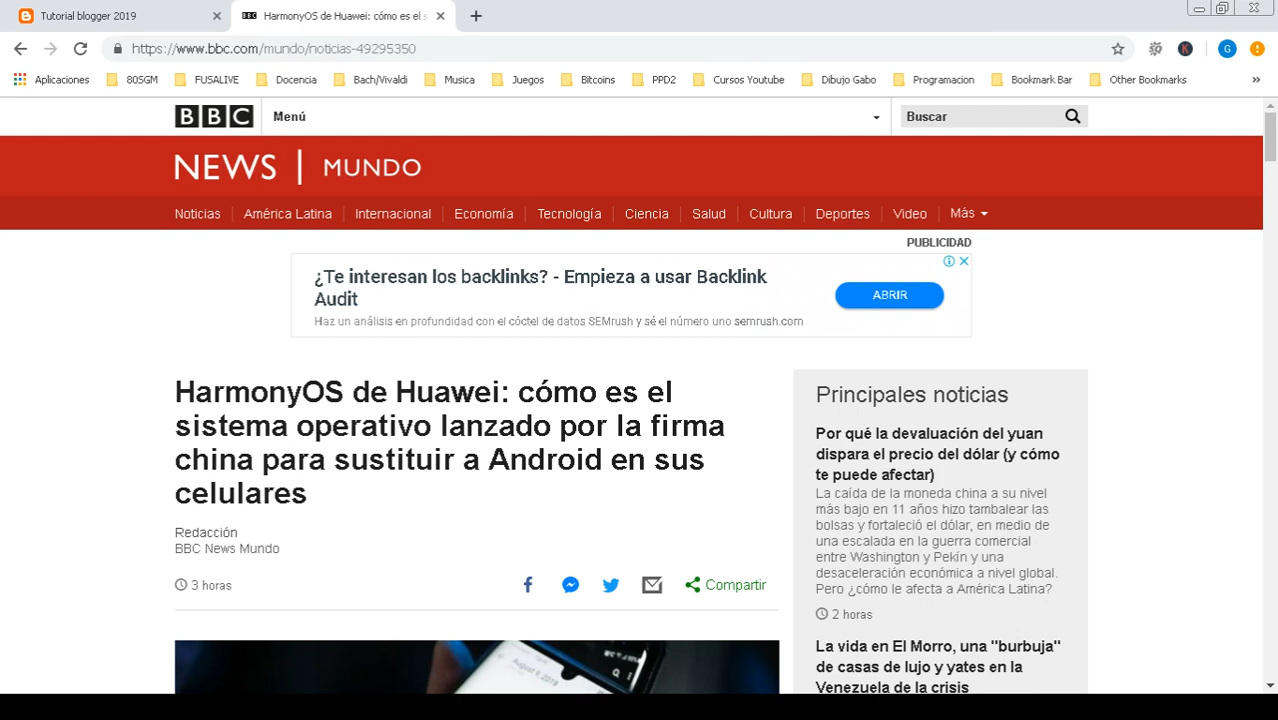 Tutorial blogger 2019
HarmonyOS de Huawei: cómo es el s
https://www.bbc.com/mundo/noticias-49295350
G
Aplicaciones 80SGM FUSALIVE Docencia Bach/Vivaldi Musica Juegos Bitcoins PPD2 Cursos Youtube Dibujo Gabo Programacion Bookmark Bar Other Bookmarks
BBC Menú Buscar
NEWS | MUNDO
Noticias América Latina Internacional Economía Tecnología Ciencia Salud Cultura Deportes Video Más
PUBLICIDAD
¿Te interesan los backlinks? - Empieza a usar Backlink
Audit
Haz un análisis en profundidad con el cóctel de datos SEMrush y sé el número uno semrush.com
ABRIR
HarmonyOS de Huawei: cómo es el
sistema operativo lanzado por la firma
china para sustituir a Android en sus
celulares
Redacción
BBC News Mundo
3 horas
Compartir
August 9, 2019
Principales noticias
Por qué la devaluación del yuan
dispara el precio del dólar (y cómo
te puede afectar)
La caída de la moneda china a su nivel
más bajo en 11 años hizo tambalear las
bolsas y fortaleció el dólar, en medio de
una escalada en la guerra comercial
entre Washington y Pekín y una
desaceleración económica a nivel global.
Pero ¿cómo le afecta a América Latina?
2 horas
La vida en El Morro, una "burbuja"
de casas de lujo y yates en la
Venezuela de la crisis